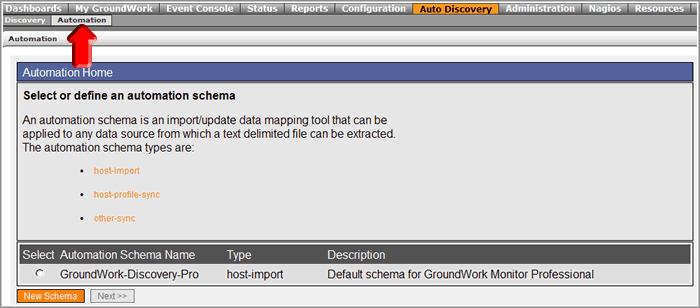 Dashboards My GroundWork Event Console Status Reports Configuration Auto Discovery Administration Nagios Resources
Discovery Automation
Automation
Automation Home
Select or define an automation schema
An automation schema is an import/update data mapping tool that can be
applied to any data source from which a text delimited file can be extracted.
The automation schema types are:
host-import
host-profile-sync
other-sync
Select Automation Schema Name Type Description
GroundWork-Discovery-Pro host-import Default schema for GroundWork Monitor Professional
New Schema Next >>